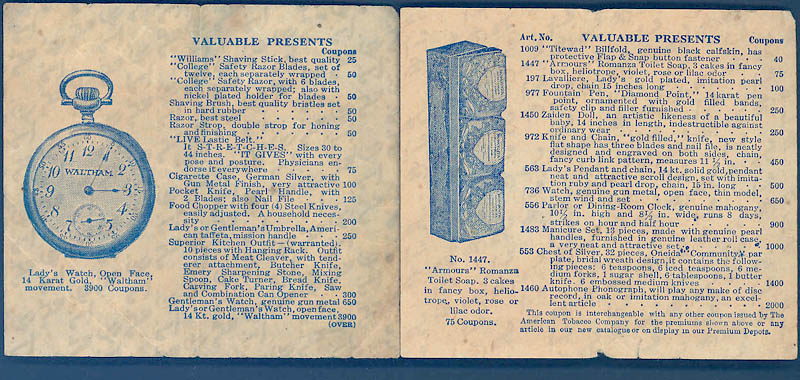 VALUABLE PRESENTS
Coupons
"Williams" Shaving Stick, best quality 25
"College" Safety Razor Blades, set of
twelve, each separately wrapped 50
"College" Safety Razor, with 6 blades,
each separately wrapped; also with
nickel plated holder for blades 50
Shaving Brush, best quality bristles set
in hard rubber 50
Razor, best steel 50
Razor Strop, double strop for honing
and finishing 50
"LIVE Lastic Belt."
It S-T-R-E-T-C-H-E-S. Sizes 30 to
44 inches. "IT GIVES" with every
pose and posture. Physicians en-
dorse it everywhere 75
Cigarette Case, German Silver, with
Gun Metal Finish, very attractive 100
Pocket Knife, Pearl Handle, with
2 Blades; also Nail File 125
Food Chopper with four (4) Steel Knives,
easily adjusted. A household neces-
sity 200
Lady's or Gentleman's Umbrella, Ameri-
can taffeta, mission handle 250
Superior Kitchen Outfit—(warranted),
10 pieces with Hanging Rack. Outfit
consists of Meat Cleaver, with tend-
erer attachment, Butcher Knife,
Emery Sharpening Stone, Mixing
Spoon, Cake Turner, Bread Knife,
Carving Fork, Paring Knife, Saw
and Combination Can Opener 300
Gentleman's Watch, genuine gun metal 650
Lady's or Gentleman's Watch, open face,
14 Kt. gold, "Waltham" movement 3900
(OVER)
WALTHAM
Lady's Watch, Open Face,
14 Karat Gold, "Waltham"
movement. 3900 Coupons.
No. 1447.
"Armours" Romanza
Toilet Soap. 3 cakes
in fancy box, helio-
trope, violet, rose or
lilac odor.
75 Coupons.
VALUABLE PRESENTS
Art. No. Coupons
1009 "Titewad" Billfold, genuine black calfskin, has
protective Flap & Snap button fastener 40
1447 "Armour's" Romanza Toilet Soap, 3 cakes in fancy
box, heliotrope, violet, rose or lilac odor 75
197 Lavalliere, Lady's gold plated, imitation pearl
drop, chain 15 inches long 100
977 Fountain Pen, "Diamond Point," 14 karat pen
point, ornamented with gold filled bands,
safety clip and filler furnished 250
1450 Zaiden Doll, an artistic likeness of a beautiful
baby, 14 inches in length, indestructible against
ordinary wear 250
972 Knife and Chain, "gold filled," knife, new style
flat shape has three blades and nail file, is neatly
designed and engraved on both sides, chain,
fancy curb link pattern, measures 11½ in. 450
563 Lady's Pendant and chain, 14 kt. solid gold, pendant
neat and attractive scroll design, set with imita-
tion ruby and pearl drop, chain, 15 in. long 500
736 Watch, genuine gun metal, open face, thin model,
stem wind and set 650
556 Parlor or Dining-Room Clock, genuine mahogany,
10¼ in. high and 8½ in. wide, runs 8 days,
strikes on hour and half hour 900
1483 Manicure Set, 13 pieces, made with genuine pearl
handles, furnished in genuine leather roll case,
a very neat and attractive set 1000
553 Chest of Silver, 32 pieces, Oneida "Community" par
plate, bridal wreath design, it contains the follow-
ing pieces: 6 teaspoons, 6 iced teaspoons, 6 me-
dium forks, 1 sugar shell, 6 tablespoons, 1 butter
knife, 6 embossed medium knives 1400
1460 Autophone Phonograph, will play any make of disc
record, in oak or imitation mahogany, an excel-
lent article 2000
This coupon is interchangeable with any other coupon issued by The
American Tobacco Company for the premiums shown above or any
article in our new catalogue or on display in our Premium Depots.